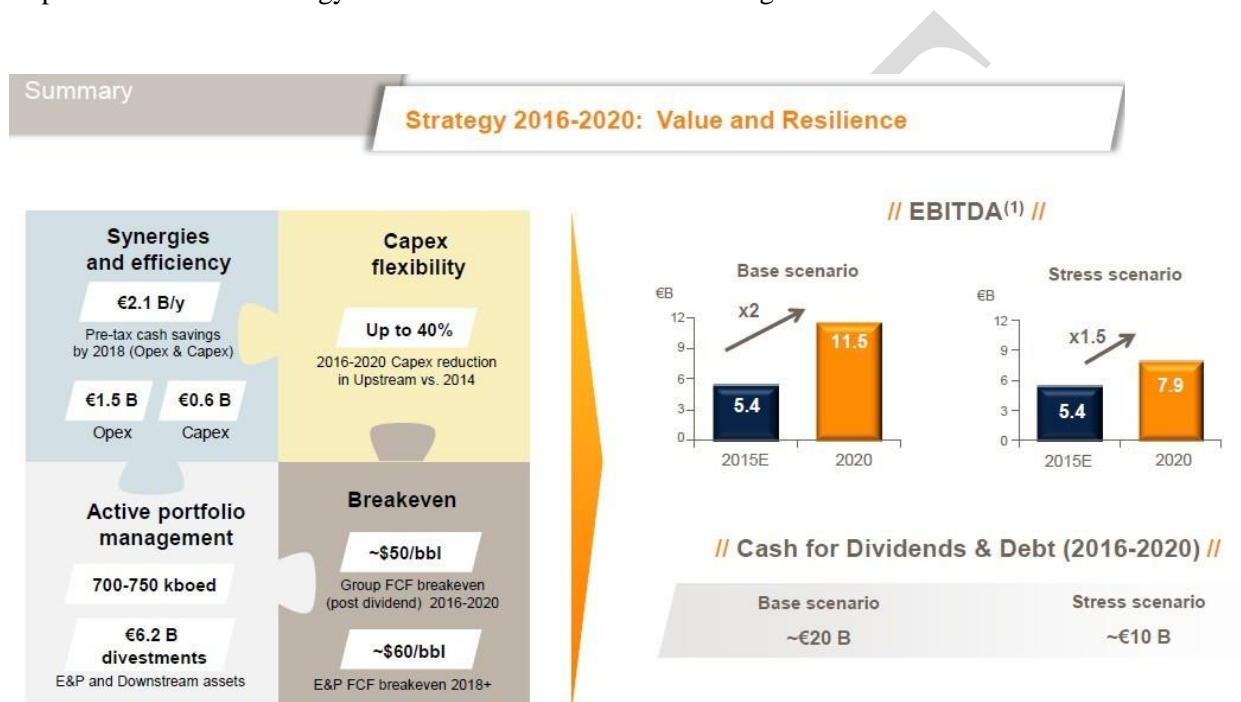 Summary
Strategy 2016-2020: Value and Resilience
Synergies
and efficiency
€2.1 B/y
Pre-tax cash savings
by 2018 (Opex & Capex)
€1.5 B €0.6 B
Opex Capex
Capex
flexibility
Up to 40%
2016-2020 Capex reduction
in Upstream vs. 2014
Active portfolio
management
700-750 kboed
€6.2 B
divestments
E&P and Downstream assets
Breakeven
~$50/bbl
Group FCF breakeven
(post dividend) 2016-2020
~$60/bbl
E&P FCF breakeven 2018+
// EBITDA(1) //
Base scenario
€B
12
9
6
3
0
x2
5.4
11.5
2015E 2020
Stress scenario
€B
12
9
6
3
0
x1.5
5.4
7.9
2015E 2020
// Cash for Dividends & Debt (2016-2020) //
Base scenario Stress scenario
~€20 B ~€10 B